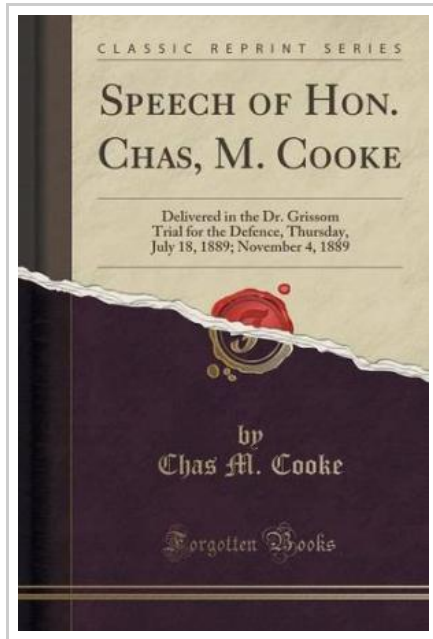 CLASSIC REPRINT SERIES
SPEECH OF HON.
CHAS, M. COOKE
Delivered in the Dr. Grissom
Trial for the Defence, Thursday,
July 18, 1889; November 4, 1889
by
Chas M. Cooke
Forgotten Books